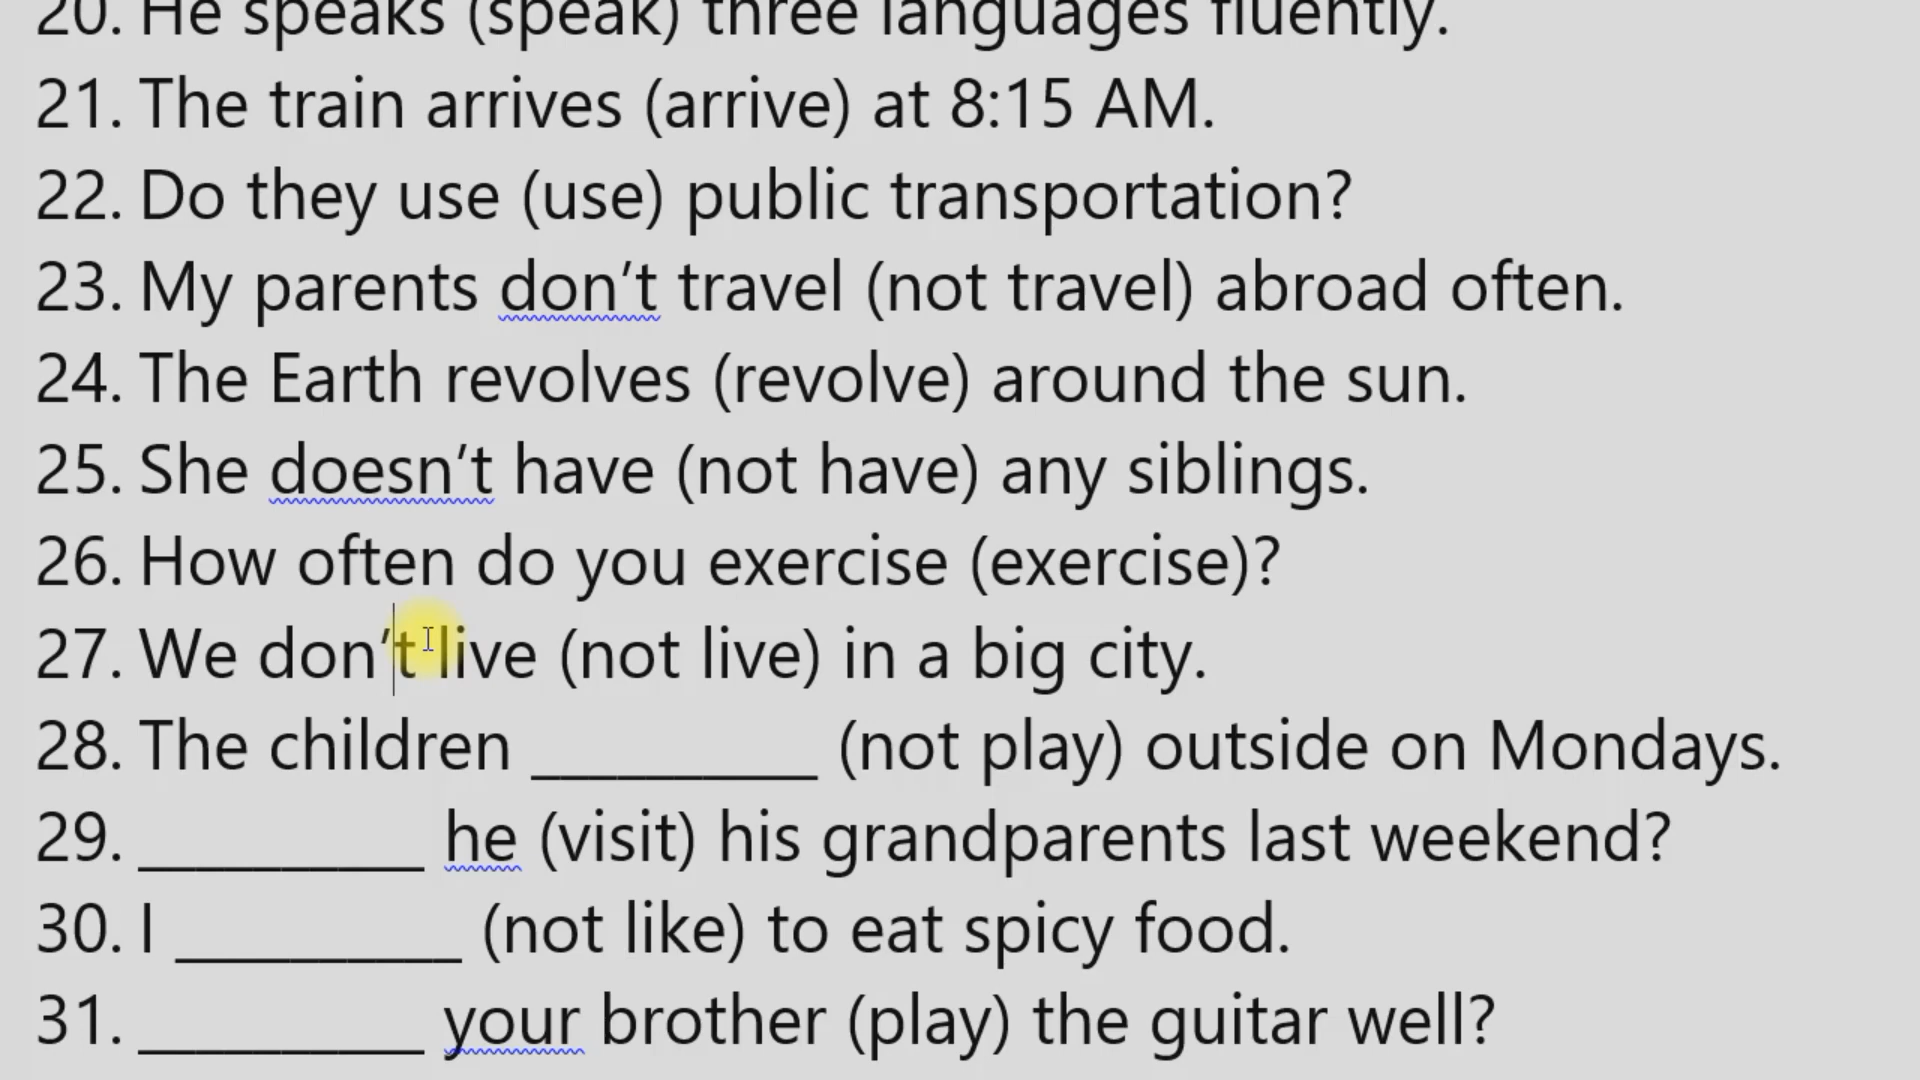 20. He speaks (speak) three languages fluently.
21. The train arrives (arrive) at 8:15 AM.
22. Do they use (use) public transportation?
23. My parents don’t travel (not travel) abroad often.
24. The Earth revolves (revolve) around the sun.
25. She doesn’t have (not have) any siblings.
26. How often do you exercise (exercise)?
27. We don’t live (not live) in a big city.
28. The children __________ (not play) outside on Mondays.
29. __________ he (visit) his grandparents last weekend?
30. I __________ (not like) to eat spicy food.
31. __________ your brother (play) the guitar well?